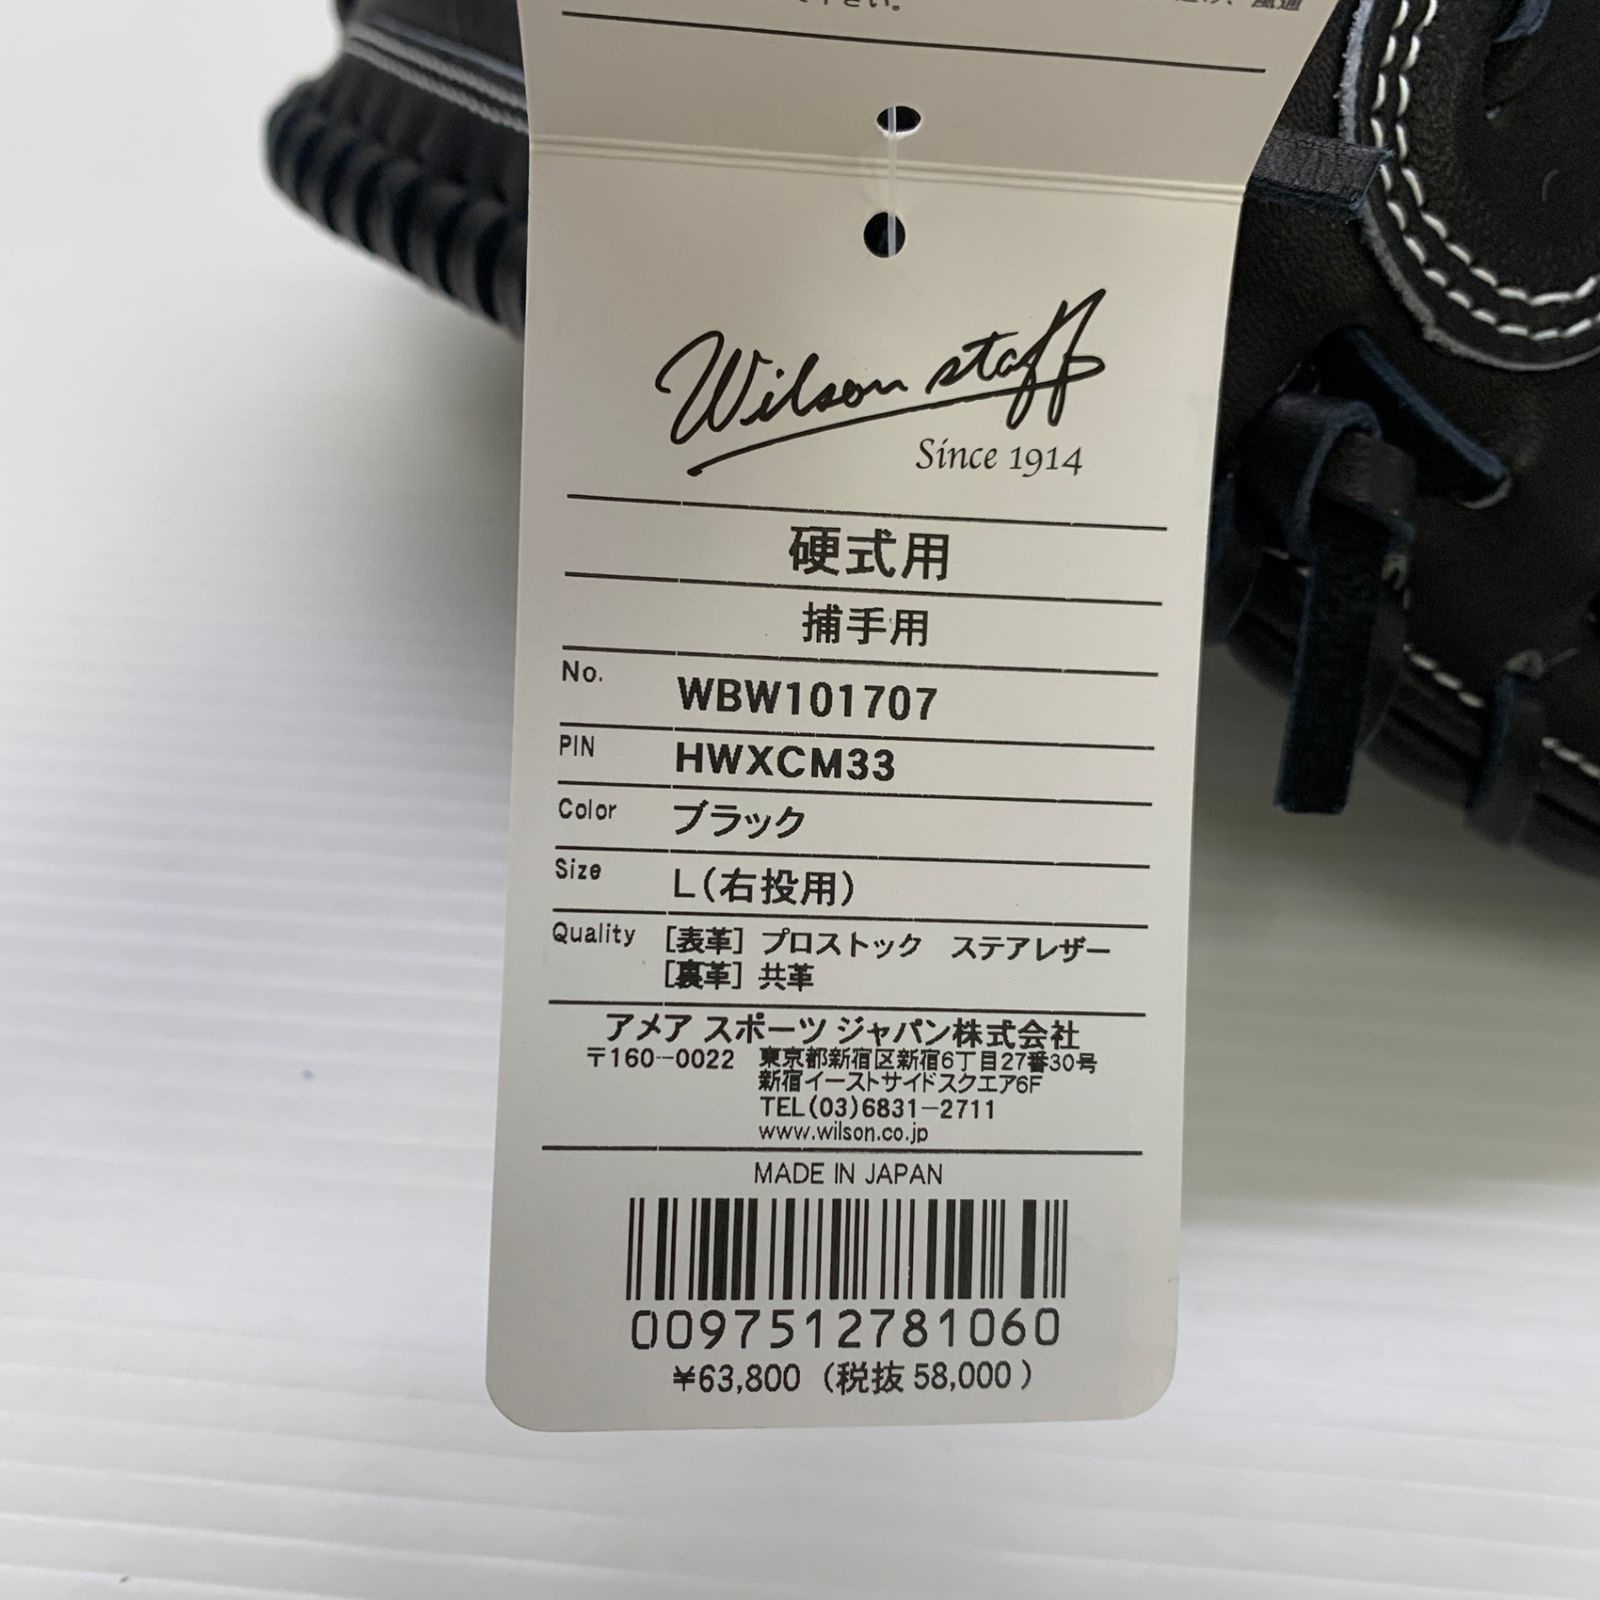 下さい。
、風通
Wilson staff
Since 1914
硬式用
捕手用
No. WBW101707
PIN HWXCM33
Color ブラック
Size L(右投用)
Quality [表革] プロストック ステアレザー
[裏革] 共革
アメア スポーツ ジャパン株式会社
〒160-0022 東京都新宿区新宿6丁目27番30号
新宿イーストサイドスクエア6F
TEL(03)6831-2711
www.wilson.co.jp
MADE IN JAPAN
0097512781060
¥63,800 (税抜 58,000)